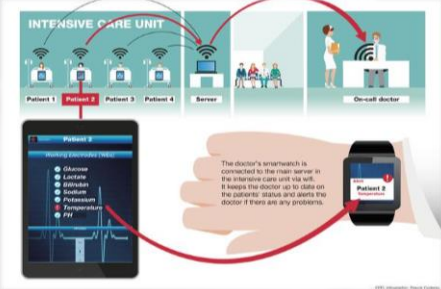 INTENSIVE CARE UNIT
Patient 1
Patient 2
Patient 3
Patient 4
Server
On-call doctor
Patient 2
Working Electrodes (WEs)
Glucose
Lactate
Bilirubin
Sodium
Potassium
Temperature
PH
The doctor's smartwatch is
connected to the main server in
the intensive care unit via wifi.
It keeps the doctor up to date on
the patients' status and alerts the
doctor if there are any problems.
Patient 2
Temperature